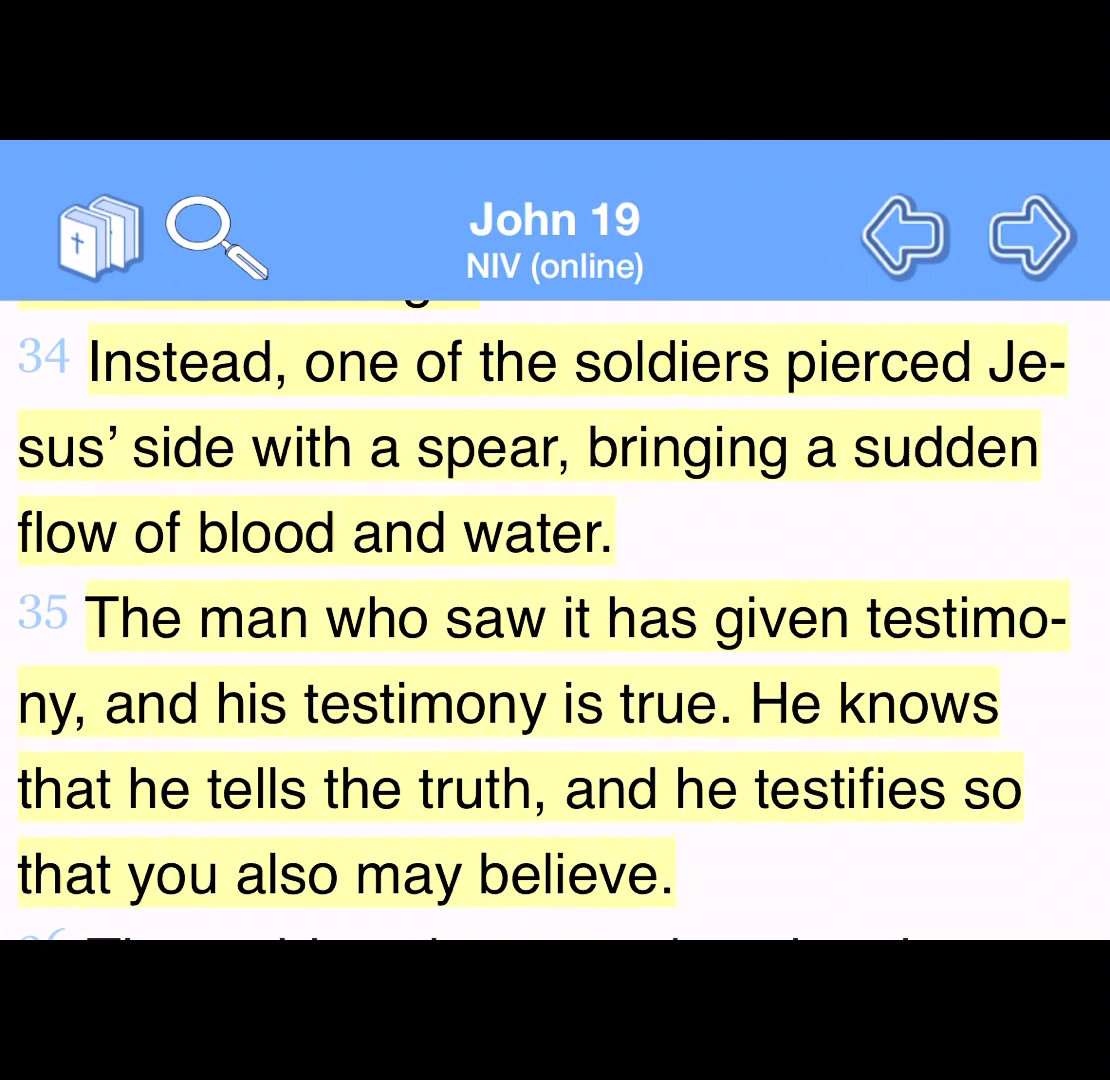 John 19
NIV (online)
34 Instead, one of the soldiers pierced Je-
sus’ side with a spear, bringing a sudden
flow of blood and water.
35 The man who saw it has given testimo-
ny, and his testimony is true. He knows
that he tells the truth, and he testifies so
that you also may believe.